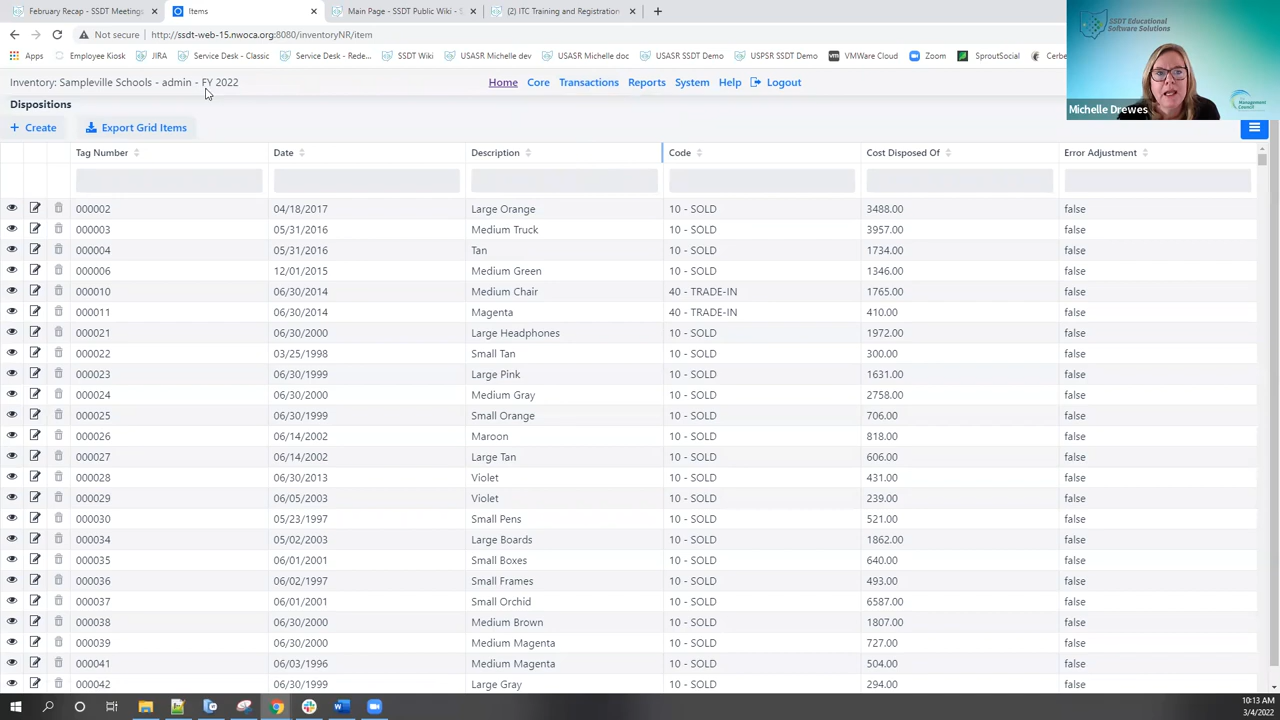 February Recap - SSDT Meetings
Items
Main Page - SSDT Public Wiki - S
(2) ITC Training and Registration
Not secure
http://ssdt-web-15.nwoca.org:8080/inventoryNR/item
Apps
Employee Kiosk
JIRA
Service Desk - Classic
Service Desk - Rede...
SSDT Wiki
USASR Michelle dev
USASR Michelle doc
USASR SSDT Demo
USPSR SSDT Demo
VMWare Cloud
Zoom
SproutSocial
Cerbe
Inventory: Sampleville Schools - admin - FY 2022
Home
Core
Transactions
Reports
System
Help
Logout
SSDT Educational
Software Solutions
Management
Council
Michelle Drewes
Dispositions
Create
Export Grid Items
Tag Number Date Description Code Cost Disposed Of Error Adjustment
000002 04/18/2017 Large Orange 10 - SOLD 3488.00 false
000003 05/31/2016 Medium Truck 10 - SOLD 3957.00 false
000004 05/31/2016 Tan 10 - SOLD 1734.00 false
000006 12/01/2015 Medium Green 10 - SOLD 1346.00 false
000010 06/30/2014 Medium Chair 40 - TRADE-IN 1765.00 false
000011 06/30/2014 Magenta 40 - TRADE-IN 410.00 false
000021 06/30/2000 Large Headphones 10 - SOLD 1972.00 false
000022 03/25/1998 Small Tan 10 - SOLD 300.00 false
000023 06/30/1999 Large Pink 10 - SOLD 1631.00 false
000024 06/30/2000 Medium Gray 10 - SOLD 2758.00 false
000025 06/30/1999 Small Orange 10 - SOLD 706.00 false
000026 06/14/2002 Maroon 10 - SOLD 818.00 false
000027 06/14/2002 Large Tan 10 - SOLD 606.00 false
000028 06/30/2013 Violet 10 - SOLD 431.00 false
000029 06/05/2003 Violet 10 - SOLD 239.00 false
000030 05/23/1997 Small Pens 10 - SOLD 521.00 false
000034 05/02/2003 Large Boards 10 - SOLD 1862.00 false
000035 06/01/2001 Small Boxes 10 - SOLD 640.00 false
000036 06/02/1997 Small Frames 10 - SOLD 493.00 false
000037 06/01/2001 Small Orchid 10 - SOLD 6587.00 false
000038 06/30/2000 Medium Brown 10 - SOLD 1807.00 false
000039 06/30/2000 Medium Magenta 10 - SOLD 727.00 false
000041 06/03/1996 Medium Magenta 10 - SOLD 504.00 false
000042 06/30/1999 Large Gray 10 - SOLD 294.00 false
10:13 AM
3/4/2022